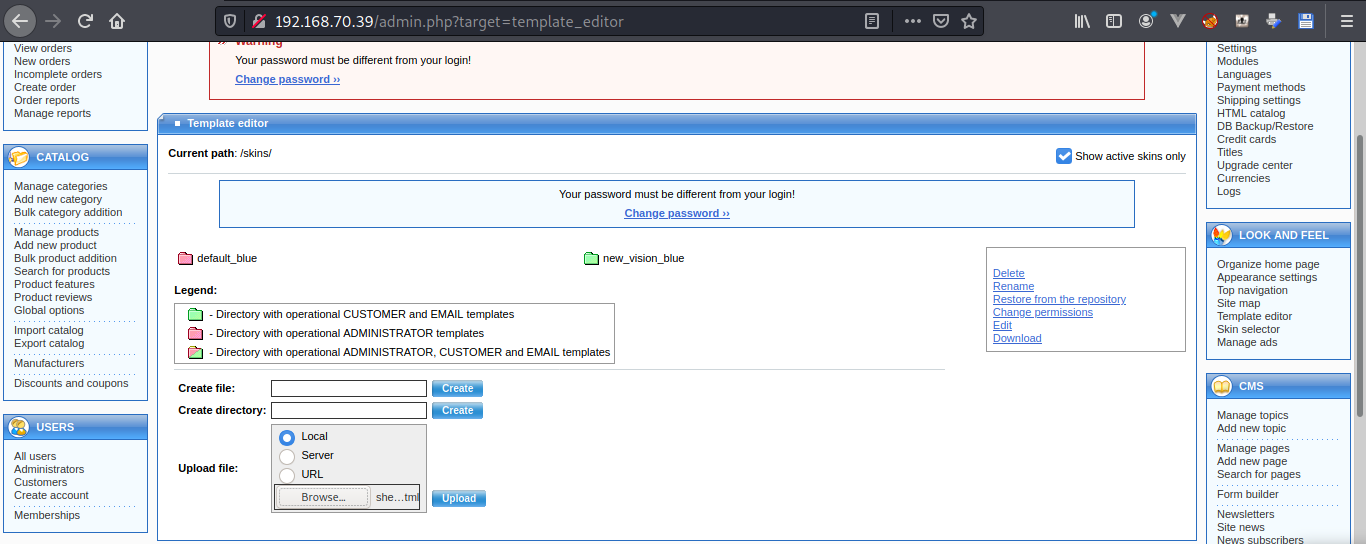 192.168.70.39/admin.php?target=template_editor
View orders
New orders
Incomplete orders
Create order
Order reports
Manage reports
CATALOG
Manage categories
Add new category
Bulk category addition
Manage products
Add new product
Bulk product addition
Search for products
Product features
Product reviews
Global options
Import catalog
Export catalog
Manufacturers
Discounts and coupons
USERS
All users
Administrators
Customers
Create account
Memberships
Warning
Your password must be different from your login!
Change password ››
Template editor
Current path: /skins/
Show active skins only
Your password must be different from your login!
Change password ››
default_blue
new_vision_blue
Legend:
- Directory with operational CUSTOMER and EMAIL templates
- Directory with operational ADMINISTRATOR templates
- Directory with operational ADMINISTRATOR, CUSTOMER and EMAIL templates
Delete
Rename
Restore from the repository
Change permissions
Edit
Download
Create file: Create
Create directory: Create
Upload file:
Local
Server
URL
Browse... she...tml Upload
Settings
Modules
Languages
Payment methods
Shipping settings
HTML catalog
DB Backup/Restore
Credit cards
Titles
Upgrade center
Currencies
Logs
LOOK AND FEEL
Organize home page
Appearance settings
Top navigation
Site map
Template editor
Skin selector
Manage ads
CMS
Manage topics
Add new topic
Manage pages
Add new page
Search for pages
Form builder
Newsletters
Site news
News subscribers